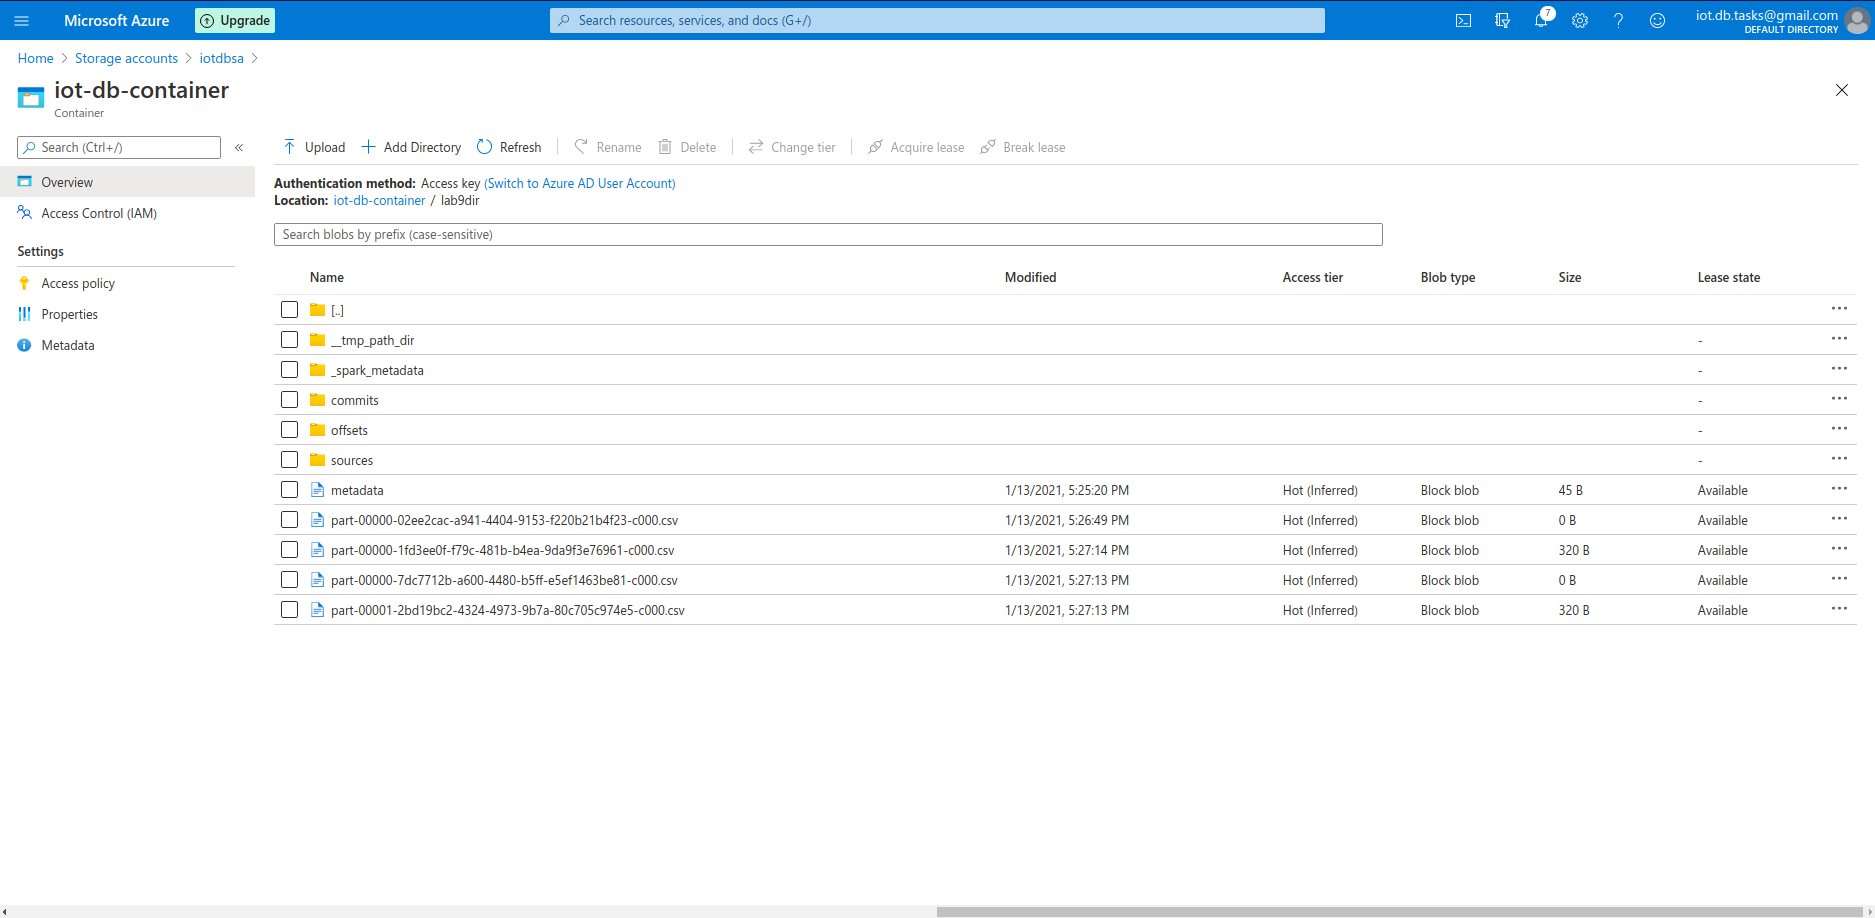 Microsoft Azure
Upgrade
Search resources, services, and docs (G+/)
7
iot.db.tasks@gmail.com
DEFAULT DIRECTORY
Home > Storage accounts > iotdbsa >
iot-db-container
Container
Search (Ctrl+/)
«
Overview
Access Control (IAM)
Settings
Access policy
Properties
Metadata
Upload Add Directory Refresh Rename Delete Change tier Acquire lease Break lease
Authentication method: Access key (Switch to Azure AD User Account)
Location: iot-db-container / lab9dir
Search blobs by prefix (case-sensitive)
Name Modified Access tier Blob type Size Lease state
[..]
__tmp_path_dir -
_spark_metadata -
commits -
offsets -
sources -
metadata 1/13/2021, 5:25:20 PM Hot (Inferred) Block blob 45 B Available
part-00000-02ee2cac-a941-4404-9153-f220b21b4f23-c000.csv 1/13/2021, 5:26:49 PM Hot (Inferred) Block blob 0 B Available
part-00000-1fd3ee0f-f79c-481b-b4ea-9da9f3e76961-c000.csv 1/13/2021, 5:27:14 PM Hot (Inferred) Block blob 320 B Available
part-00000-7dc7712b-a600-4480-b5ff-e5ef1463be81-c000.csv 1/13/2021, 5:27:13 PM Hot (Inferred) Block blob 0 B Available
part-00001-2bd19bc2-4324-4973-9b7a-80c705c974e5-c000.csv 1/13/2021, 5:27:13 PM Hot (Inferred) Block blob 320 B Available